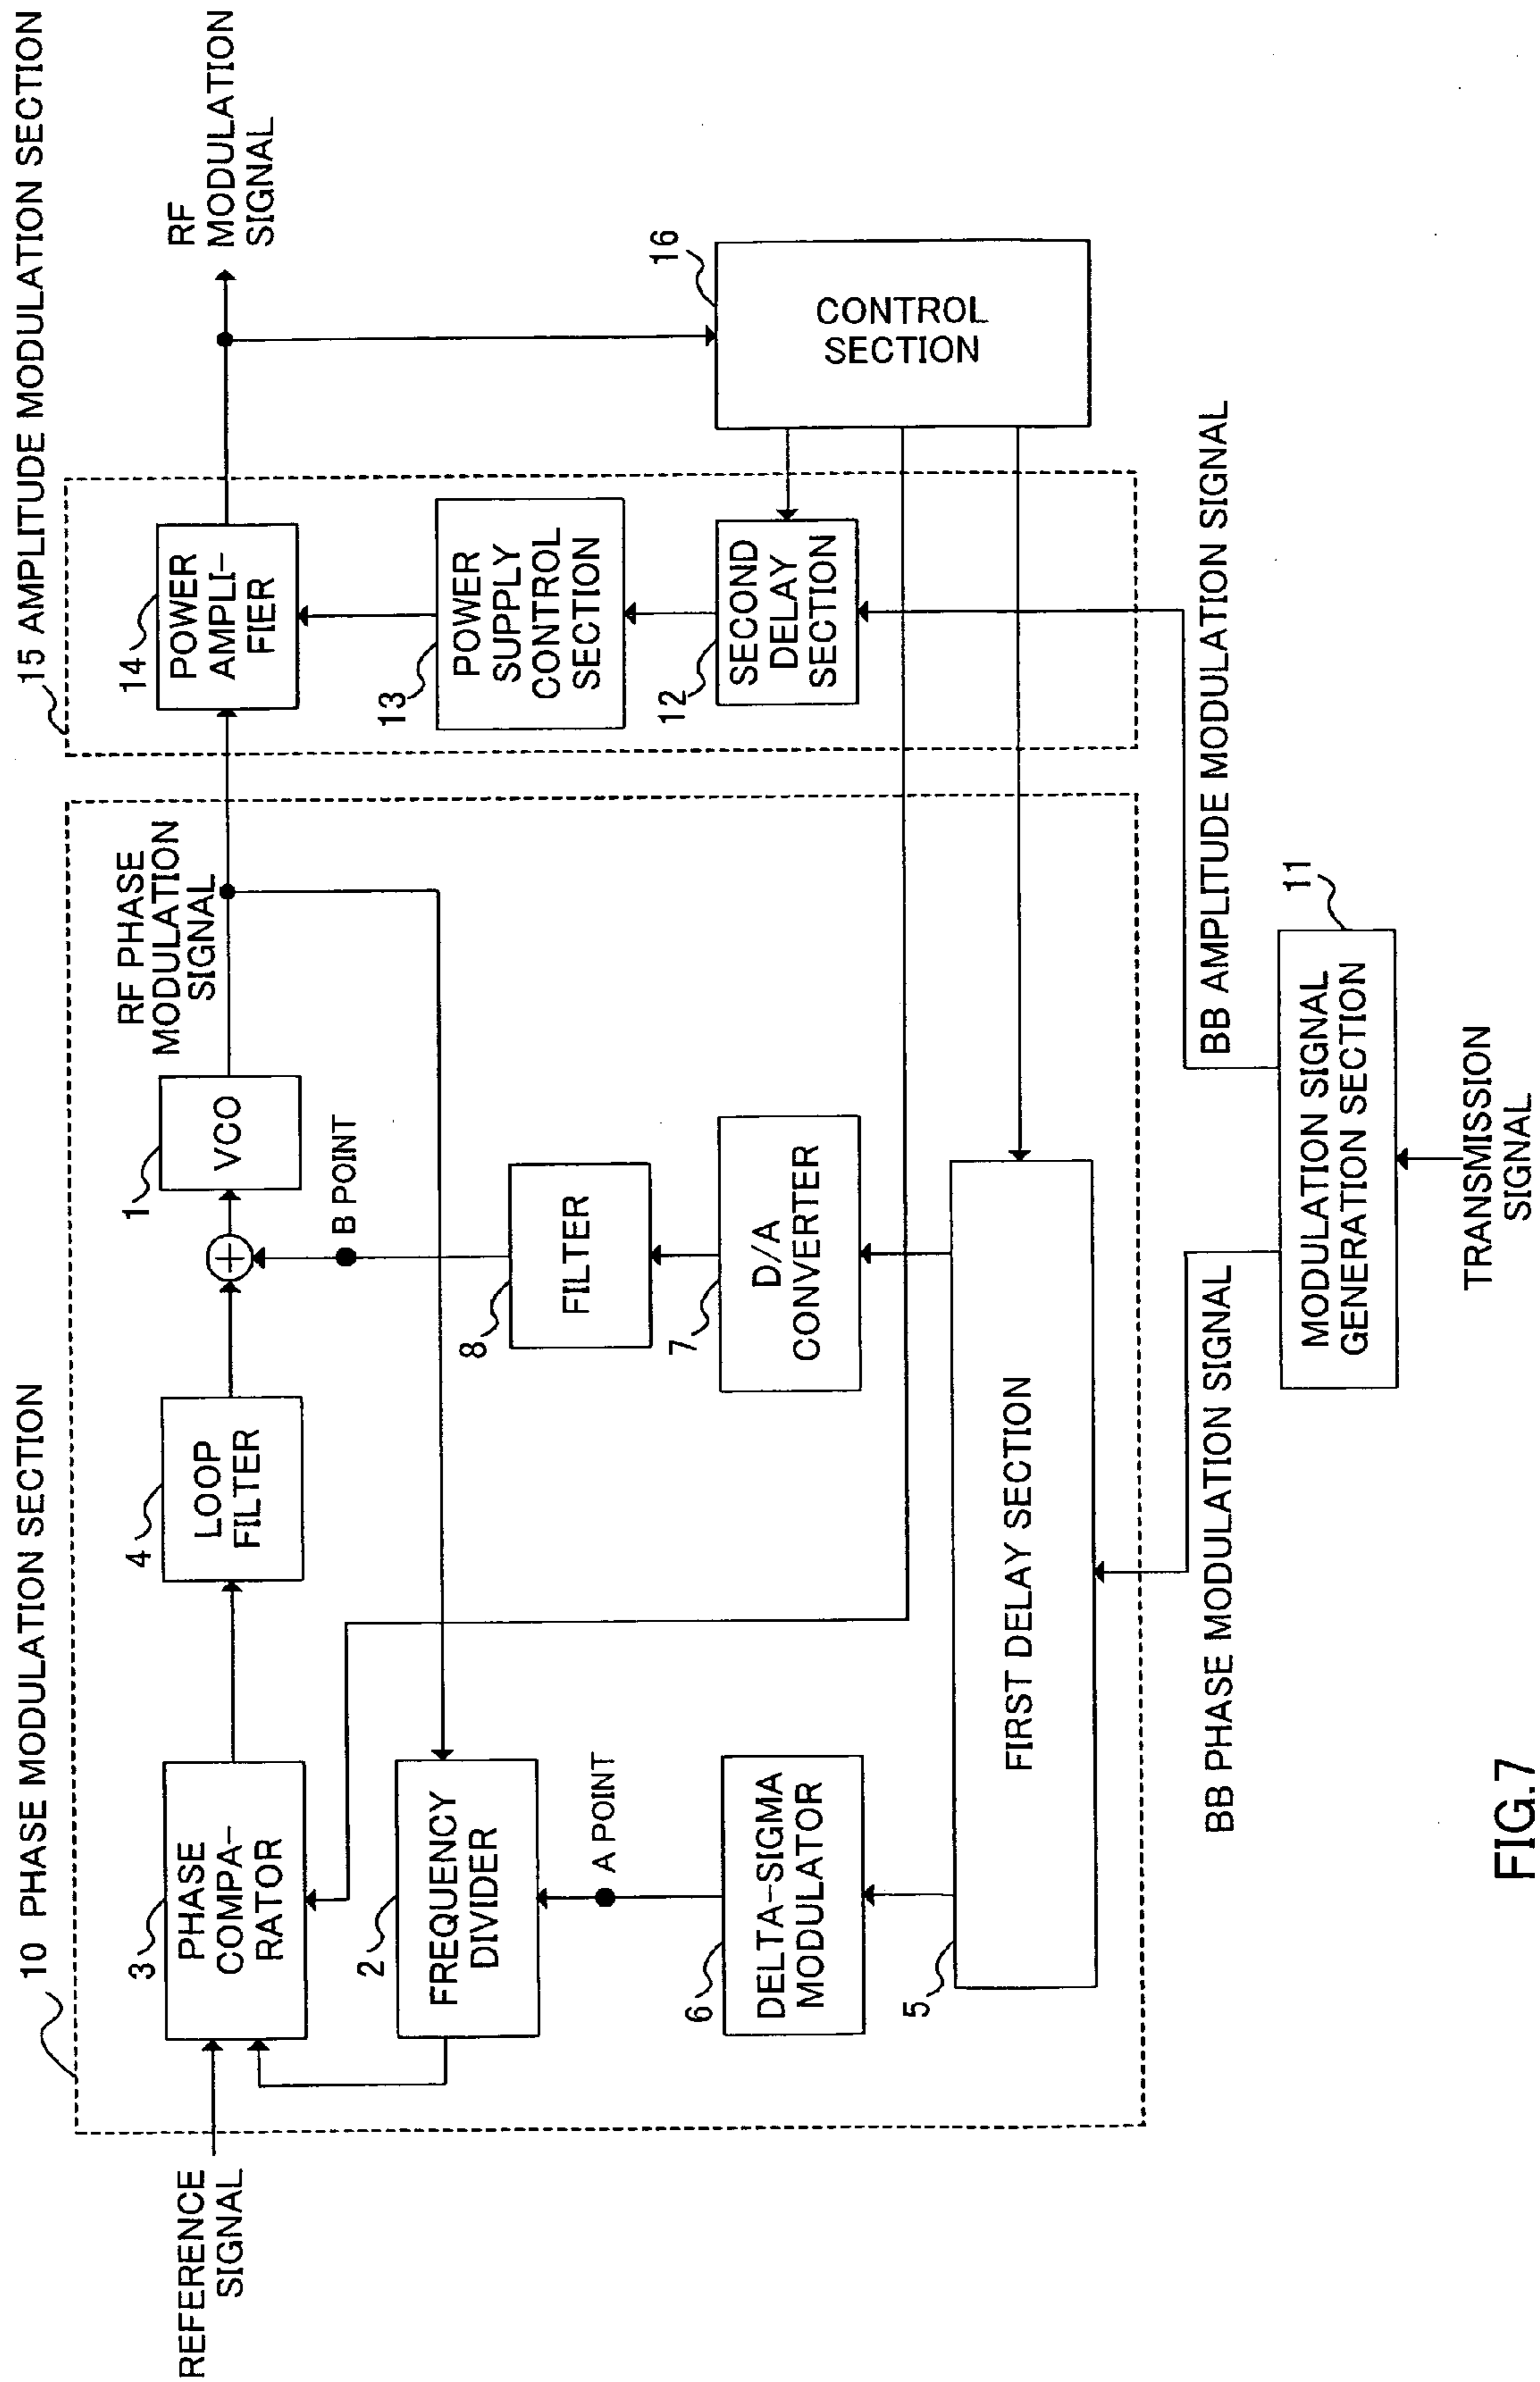 10 PHASE MODULATION SECTION
15 AMPLITUDE MODULATION SECTION
REFERENCE
SIGNAL
3
PHASE
COMPA-
RATOR
4
LOOP
FILTER
1
VCO
RF PHASE
MODULATION
SIGNAL
14
POWER
AMPLI-
FIER
RF
MODULATION
SIGNAL
2
FREQUENCY
DIVIDER
A POINT
B POINT
8
FILTER
13
POWER
SUPPLY
CONTROL
SECTION
6
DELTA-SIGMA
MODULATOR
7
D/A
CONVERTER
12
SECOND
DELAY
SECTION
16
CONTROL
SECTION
5
FIRST DELAY SECTION
BB PHASE MODULATION SIGNAL
BB AMPLITUDE MODULATION SIGNAL
11
MODULATION SIGNAL
GENERATION SECTION
TRANSMISSION
SIGNAL
FIG.7